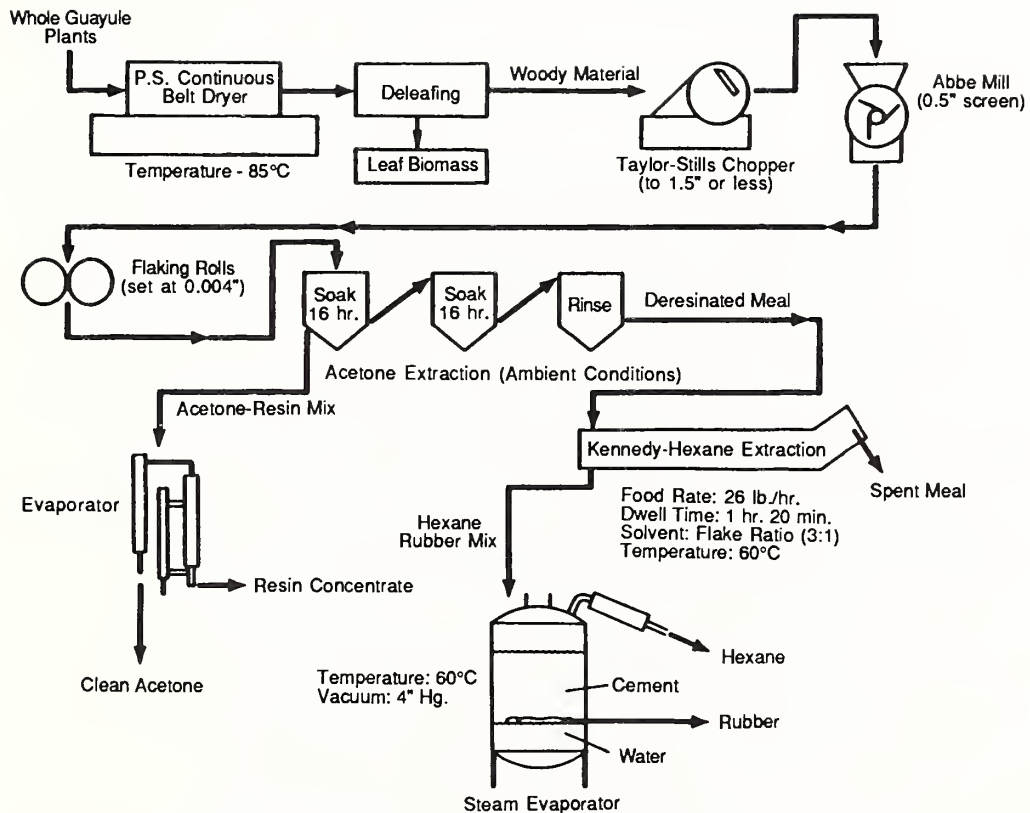 Whole Guayule
Plants
P.S. Continuous
Belt Dryer
Temperature - 85°C
Deleafing
Leaf Biomass
Woody Material
Taylor-Stills Chopper
(to 1.5" or less)
Abbe Mill
(0.5" screen)
Flaking Rolls
(set at 0.004")
Soak
16 hr.
Soak
16 hr.
Rinse
Deresinated Meal
Acetone Extraction (Ambient Conditions)
Acetone-Resin Mix
Evaporator
Resin Concentrate
Clean Acetone
Kennedy-Hexane Extraction
Spent Meal
Food Rate: 26 lb./hr.
Dwell Time: 1 hr. 20 min.
Solvent: Flake Ratio (3:1)
Temperature: 60°C
Hexane
Rubber Mix
Temperature: 60°C
Vacuum: 4" Hg.
Hexane
Cement
Rubber
Water
Steam Evaporator